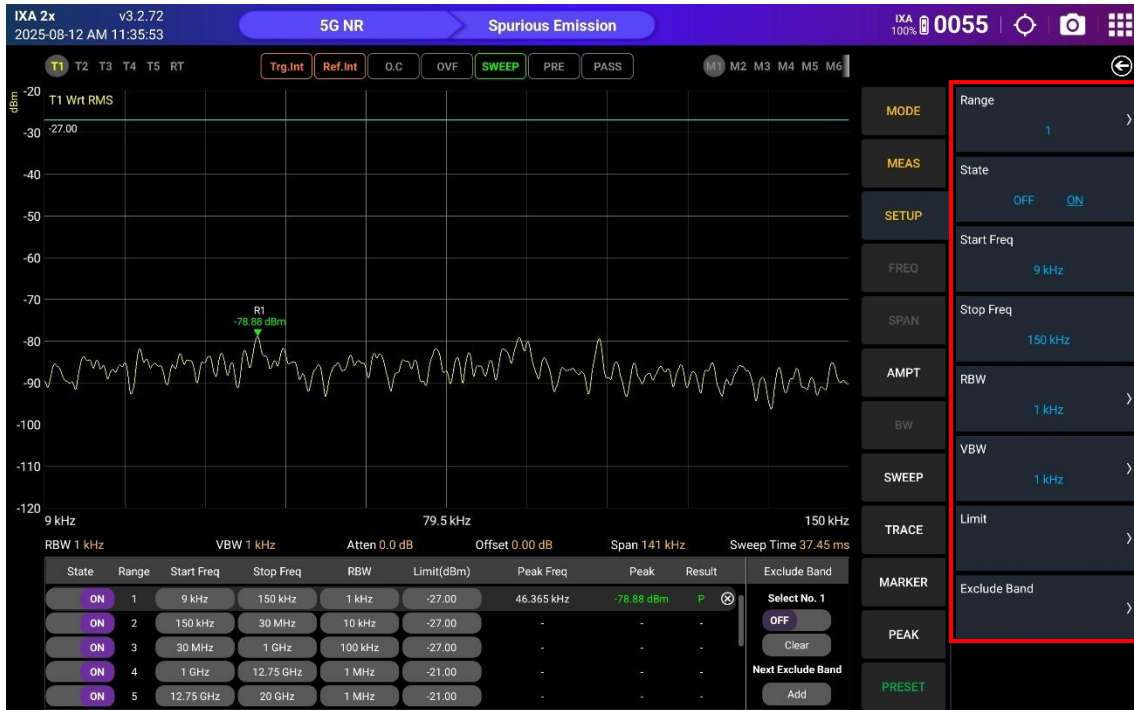 IXA 2x v3.2.72
2025-08-12 AM 11:35:53
5G NR Spurious Emission
IXA
100% 0055
T1 T2 T3 T4 T5 RT
Trg.Int Ref.Int O.C OVF SWEEP PRE PASS
M1 M2 M3 M4 M5 M6
dBm
-20
-30
-40
-50
-60
-70
-80
-90
-100
-110
-120
T1 Wrt RMS
-27.00
R1
-78.88 dBm
9 kHz 79.5 kHz 150 kHz
RBW 1 kHz VBW 1 kHz Atten 0.0 dB Offset 0.00 dB Span 141 kHz Sweep Time 37.45 ms
State Range Start Freq Stop Freq RBW Limit(dBm) Peak Freq Peak Result
ON 1 9 kHz 150 kHz 1 kHz -27.00 46.365 kHz -78.88 dBm P
ON 2 150 kHz 30 MHz 10 kHz -27.00 - - -
ON 3 30 MHz 1 GHz 100 kHz -27.00 - - -
ON 4 1 GHz 12.75 GHz 1 MHz -21.00 - - -
ON 5 12.75 GHz 20 GHz 1 MHz -21.00 - - -
Exclude Band
Select No. 1
OFF
Clear
Next Exclude Band
Add
MODE
MEAS
SETUP
FREQ
SPAN
AMPT
BW
SWEEP
TRACE
MARKER
PEAK
PRESET
Range
1
State
OFF ON
Start Freq
9 kHz
Stop Freq
150 kHz
RBW
1 kHz
VBW
1 kHz
Limit
Exclude Band